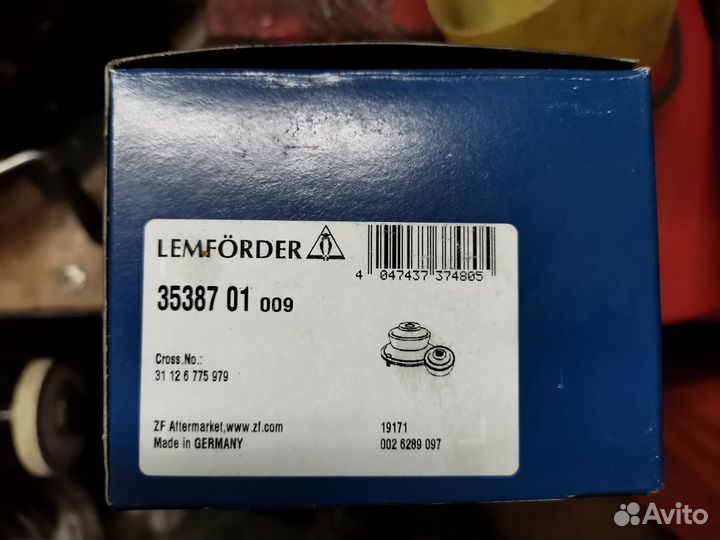 LEMFÖRDER
4 047437 374805
35387 01 009
Cross.No.:
31 12 6 775 979
ZF Aftermarket,www.zf.com
Made in GERMANY
19171
002 6289 097
Avito